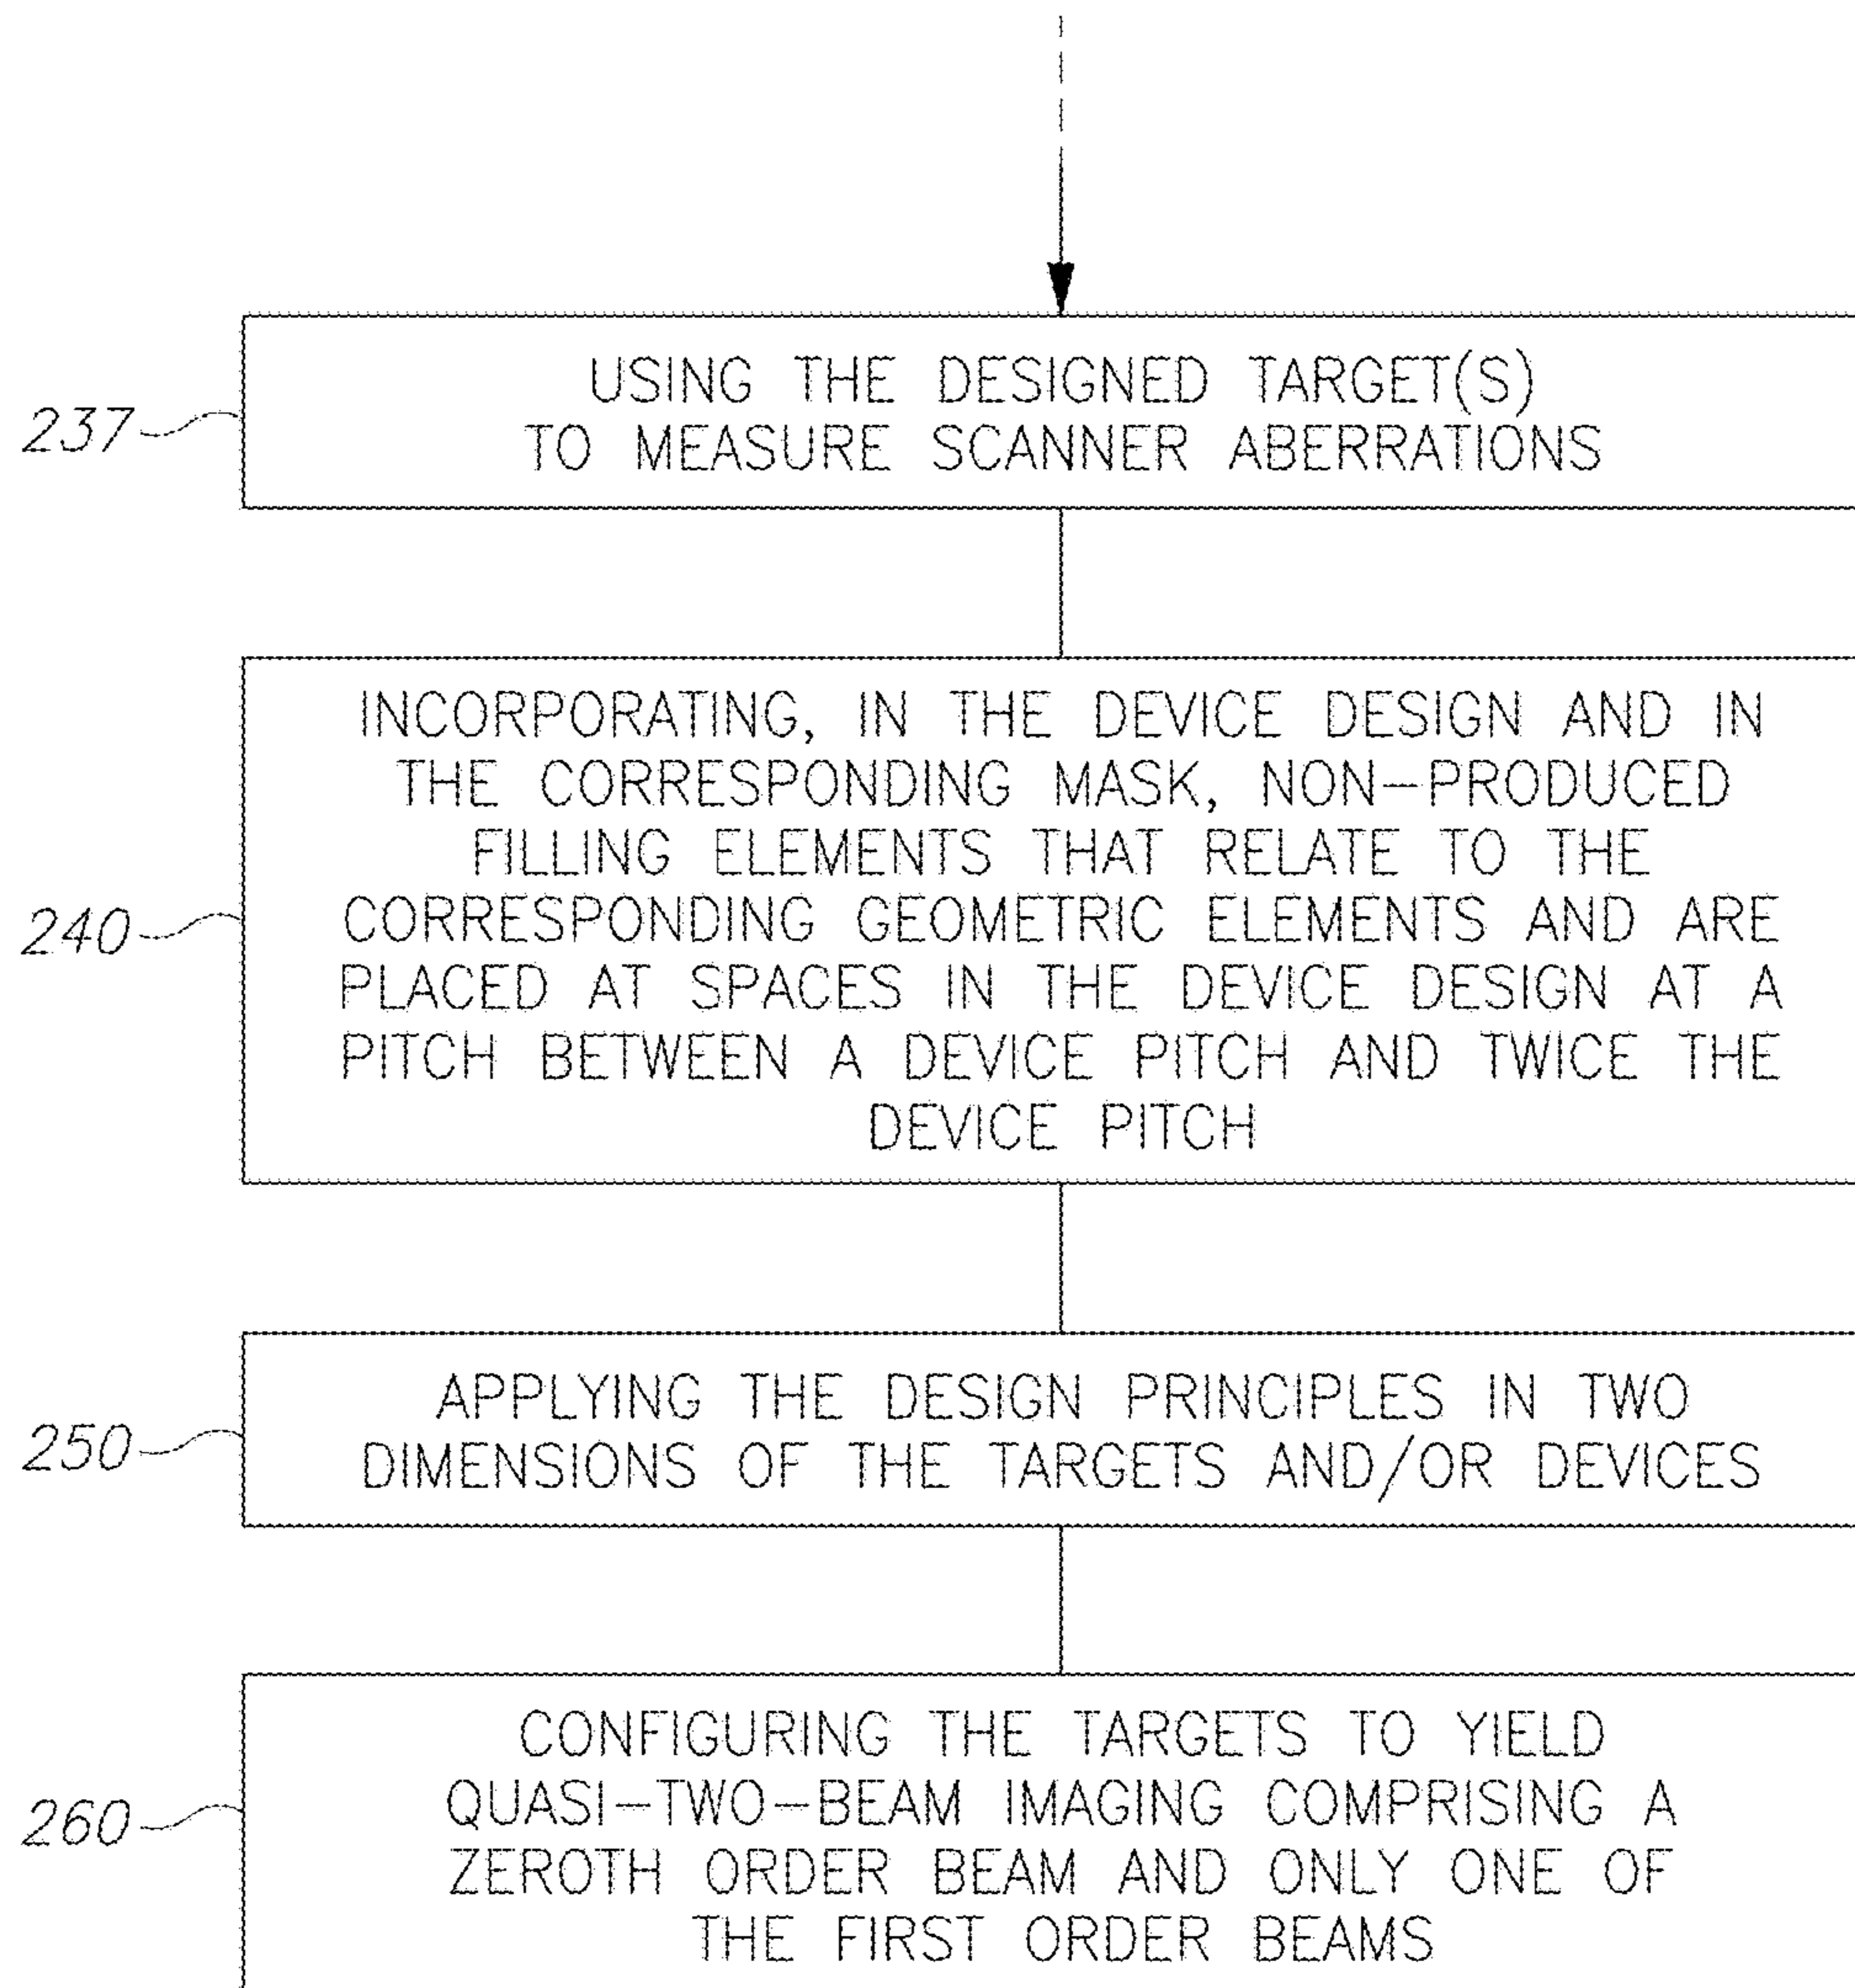 USING THE DESIGNED TARGET(S)
237
TO MEASURE SCANNER ABERRATIONS
INCORPORATING, IN THE DEVICE DESIGN AND IN
THE CORRESPONDING MASK, NON-PRODUCED
FILLING ELEMENTS THAT RELATE TO THE
240
CORRESPONDING GEOMETRIC ELEMENTS AND ARE
PLACED AT SPACES IN THE DEVICE DESIGN AT A
PITCH BETWEEN A DEVICE PITCH AND TWICE THE
DEVICE PITCH
APPLYING THE DESIGN PRINCIPLES IN TWO
250
DIMENSIONS OF THE TARGETS AND/OR DEVICES
CONFIGURING THE TARGETS TO YIELD
260
QUASI-TWO-BEAM IMAGING COMPRISING A
ZEROTH ORDER BEAM AND ONLY ONE OF
THE FIRST ORDER BEAMS